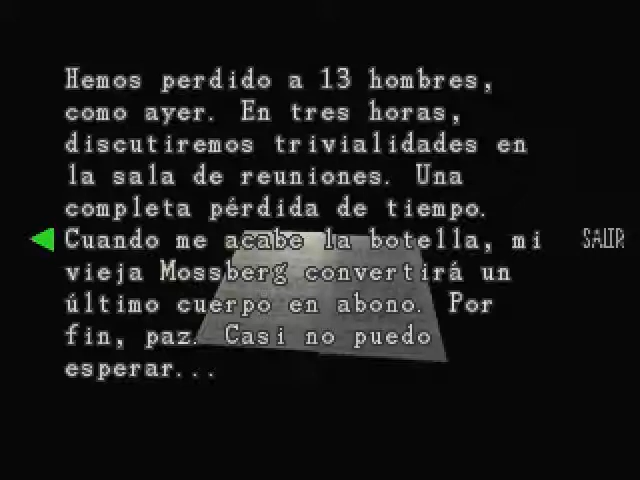 Hemos perdido a 13 hombres,
como ayer. En tres horas,
discutiremos trivialidades en
la sala de reuniones. Una
completa pérdida de tiempo.
Cuando me acabe la botella, mi
vieja Mossberg convertirá un
último cuerpo en abono. Por
fin, paz. Casi no puedo
esperar...
SALIR